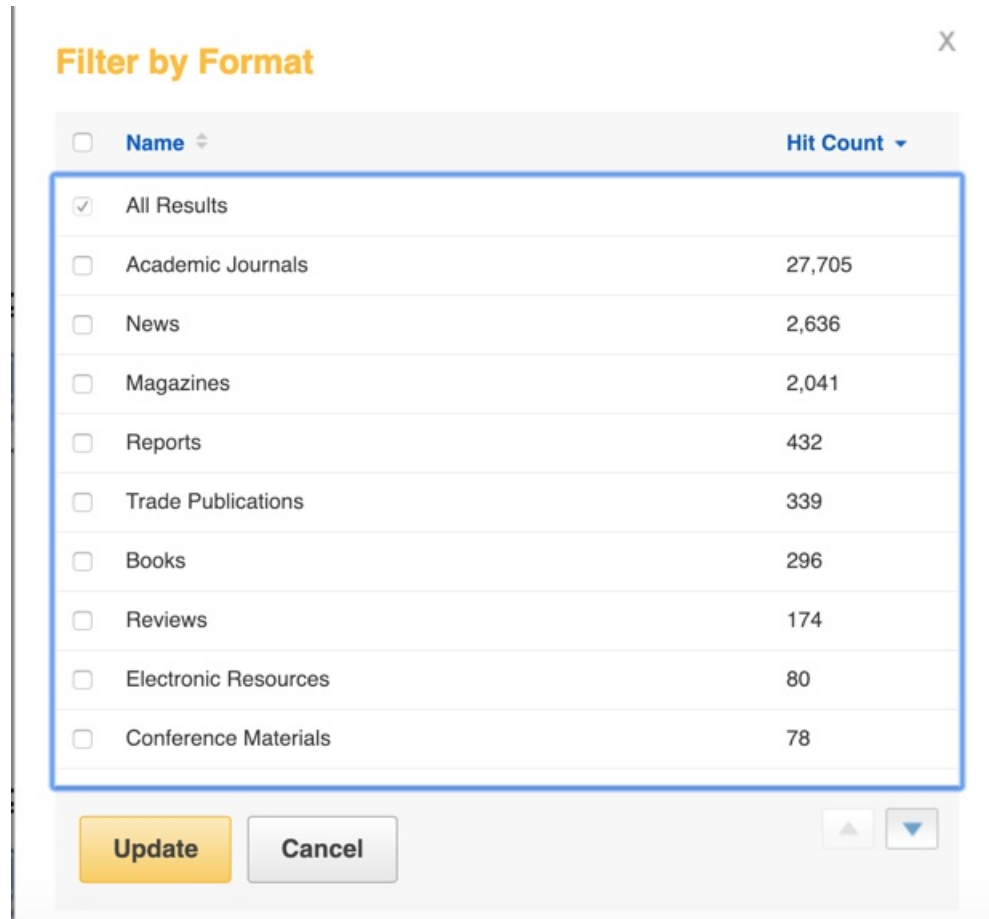 X
Filter by Format
Name Hit Count
All Results
Academic Journals 27,705
News 2,636
Magazines 2,041
Reports 432
Trade Publications 339
Books 296
Reviews 174
Electronic Resources 80
Conference Materials 78
Update Cancel